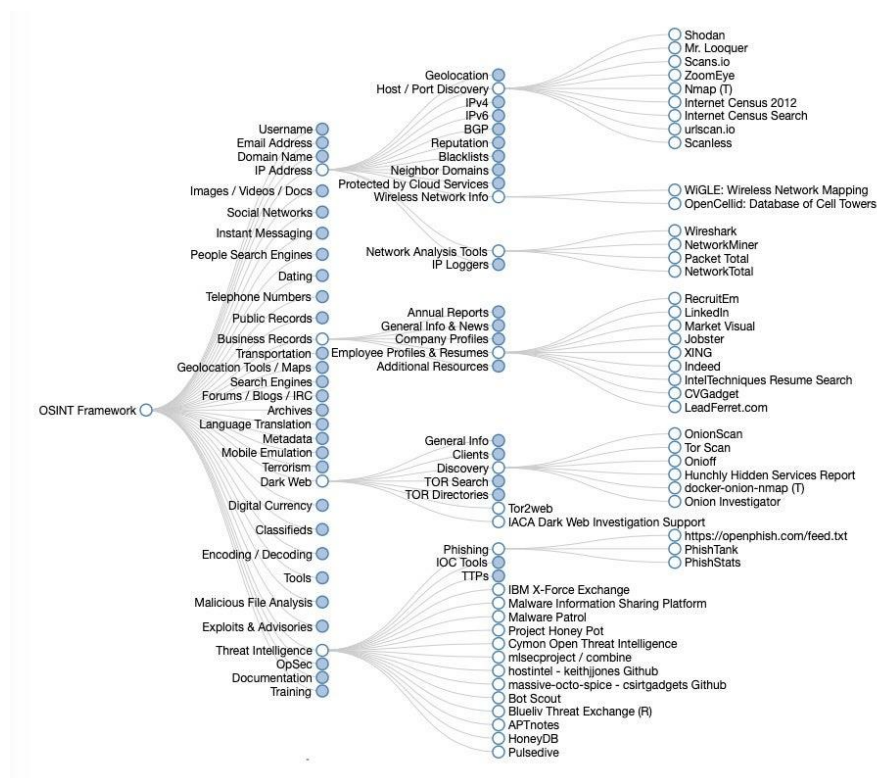 OSINT Framework
Username
Email Address
Domain Name
IP Address
Geolocation
Host / Port Discovery
Shodan
Mr. Looquer
Scans.io
ZoomEye
Nmap (T)
Internet Census 2012
Internet Census Search
urlscan.io
Scanless
IPv4
IPv6
BGP
Reputation
Blacklists
Neighbor Domains
Protected by Cloud Services
Wireless Network Info
WiGLE: Wireless Network Mapping
OpenCellid: Database of Cell Towers
Network Analysis Tools
Wireshark
NetworkMiner
Packet Total
NetworkTotal
IP Loggers
Images / Videos / Docs
Social Networks
Instant Messaging
People Search Engines
Dating
Telephone Numbers
Public Records
Business Records
Annual Reports
General Info & News
Company Profiles
Employee Profiles & Resumes
RecruitEm
LinkedIn
Market Visual
Jobster
XING
Indeed
IntelTechniques Resume Search
CVGadget
LeadFerret.com
Additional Resources
Transportation
Geolocation Tools / Maps
Search Engines
Forums / Blogs / IRC
Archives
Language Translation
Metadata
Mobile Emulation
Terrorism
Dark Web
General Info
Clients
Discovery
OnionScan
Tor Scan
Onioff
Hunchly Hidden Services Report
docker-onion-nmap (T)
Onion Investigator
TOR Search
TOR Directories
Tor2web
IACA Dark Web Investigation Support
Digital Currency
Classifieds
Encoding / Decoding
Tools
Malicious File Analysis
Exploits & Advisories
Threat Intelligence
Phishing
https://openphish.com/feed.txt
PhishTank
PhishStats
IOC Tools
TTPs
IBM X-Force Exchange
Malware Information Sharing Platform
Malware Patrol
Project Honey Pot
Cymon Open Threat Intelligence
mlsecproject / combine
hostintel - keithjjones Github
massive-octo-spice - csirtgadgets Github
Bot Scout
Blueliv Threat Exchange (R)
APTnotes
HoneyDB
Pulsedive
OpSec
Documentation
Training